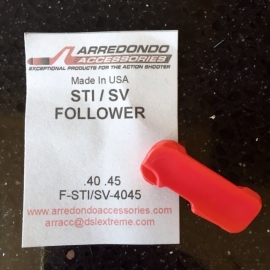 ARREDONDO
ACCESSORIES
EXCEPTIONAL PRODUCTS FOR THE ACTION SHOOTER
Made In USA
STI / SV
FOLLOWER
.40 .45
F-STI/SV-4045
www.arredondoaccessories.com
arracc@dslextreme.com